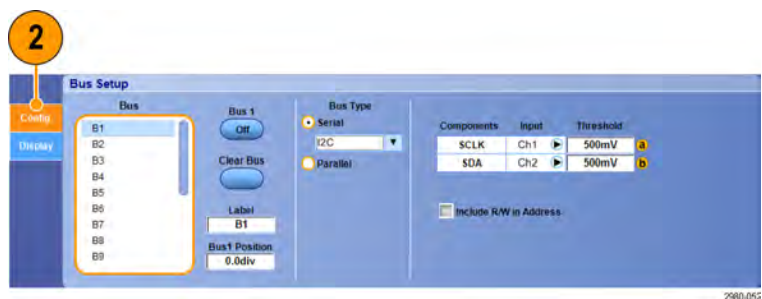 2
Bus Setup
Config
Display
Bus
B1
B2
B3
B4
B5
B6
B7
B8
B9
Bus 1
Off
Clear Bus
Label
B1
Bus1 Position
0.0div
Bus Type
Serial
I2C
Parallel
Components Input Threshold
SCLK Ch1 500mV a
SDA Ch2 500mV b
Include R/W in Address
2980-052